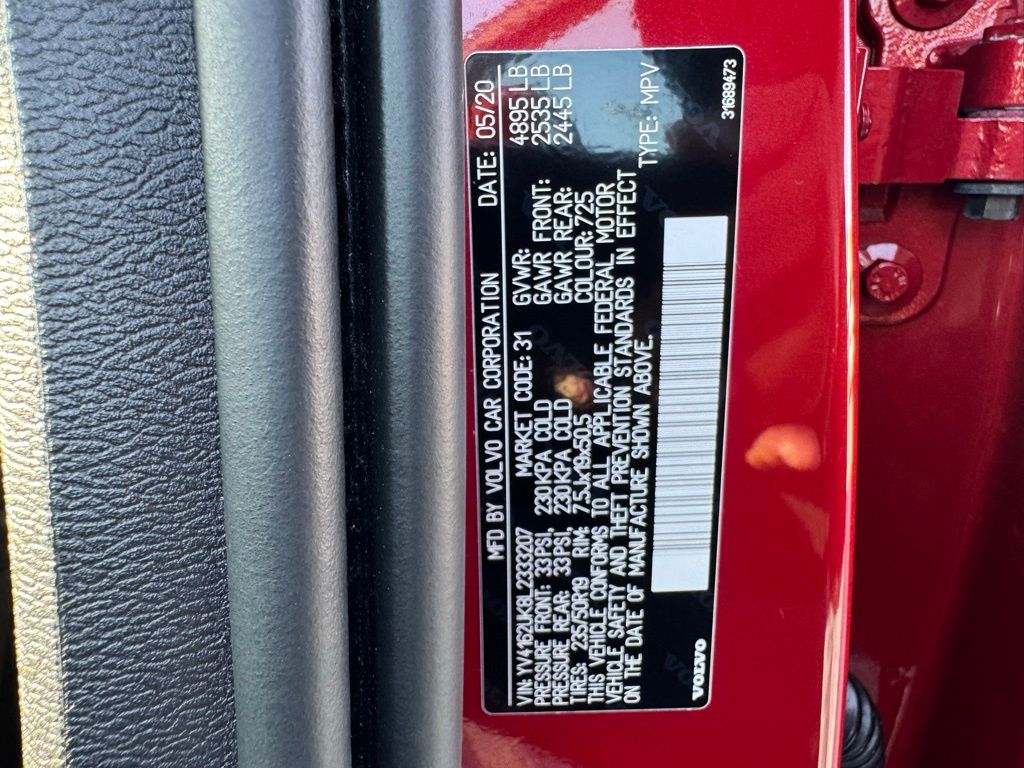 MFD BY VOLVO CAR CORPORATION DATE: 05/20
VIN: YV4162UK8L2333207 MARKET CODE: 31 GVWR: 4895 LB
PRESSURE FRONT: 33PSI, 230KPA COLD GAWR FRONT: 2535 LB
PRESSURE REAR: 33PSI, 230KPA COLD GAWR REAR: 2445 LB
TIRES: 235/50R19 RIM: 7.5Jx19x50.5 COLOUR: 725
THIS VEHICLE CONFORMS TO ALL APPLICABLE FEDERAL MOTOR
VEHICLE SAFETY AND THEFT PREVENTION STANDARDS IN EFFECT
ON THE DATE OF MANUFACTURE SHOWN ABOVE. TYPE: MPV
VOLVO 31689473